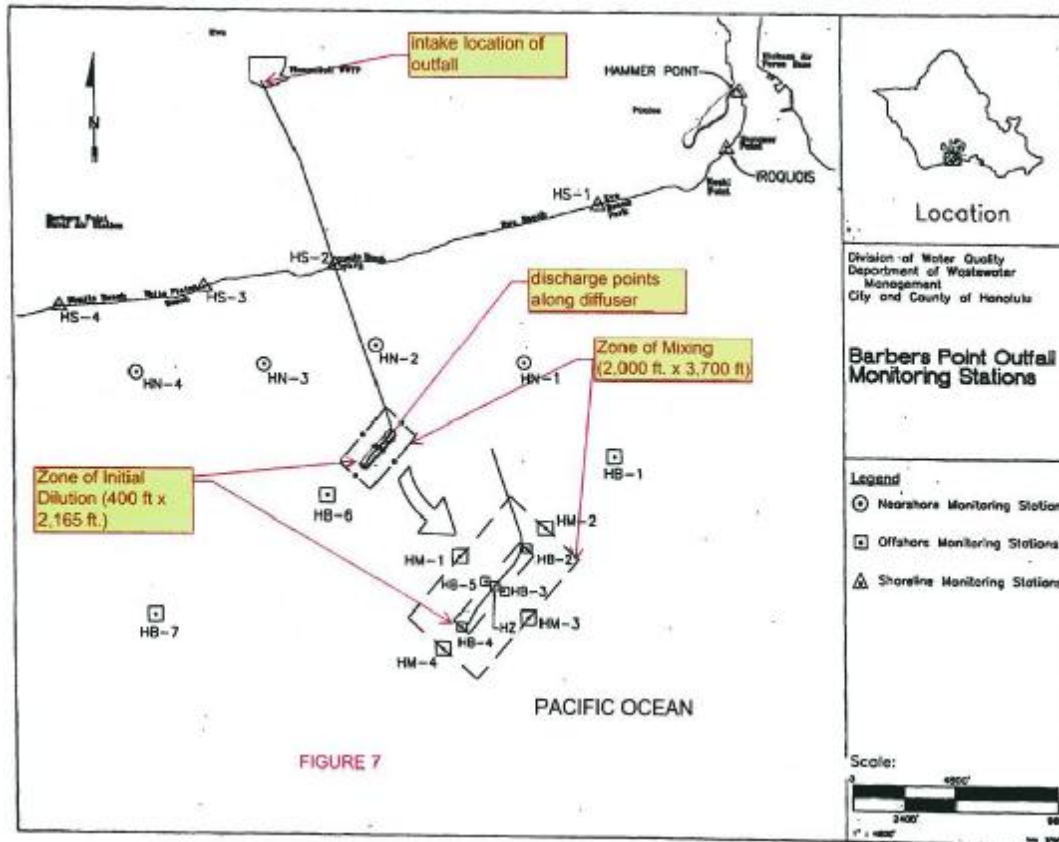 intake location of
outfall
HAMMER POINT
IROQUOIS
HS-1
HS-2
HS-3
HS-4
N
discharge points
along diffuser
Zone of Mixing
(2,000 ft. x 3,700 ft)
HN-2
HN-1
HN-3
HN-4
Zone of Initial
Dilution (400 ft x
2,165 ft.)
HB-1
HB-6
HM-2
HM-1
HB-2
HB-5
HB-3
HZ
HM-3
HB-4
HM-4
HB-7
PACIFIC OCEAN
FIGURE 7
Location
Division of Water Quality
Department of Wastewater
Management
City and County of Honolulu
Barbers Point Outfall
Monitoring Stations
Legend
Nearshore Monitoring Station
Offshore Monitoring Stations
Shoreline Monitoring Stations
Scale:
0 4800'
2400'